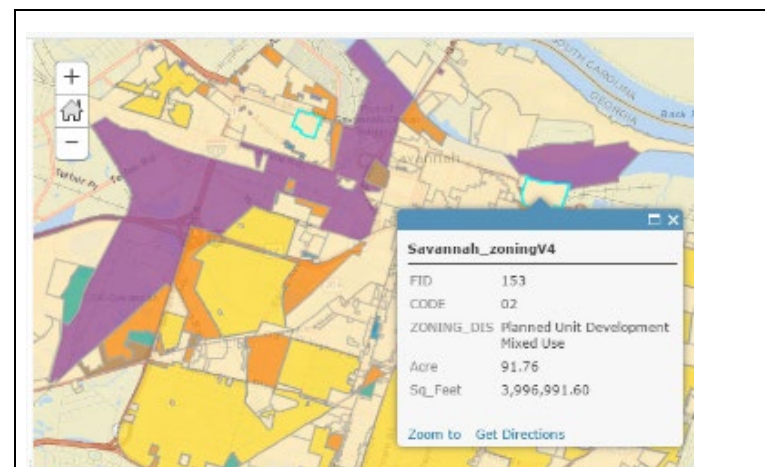 SOUTH CAROLINA
GEORGIA
Back
Savannah
Savannah_zoningV4
FID 153
CODE 02
ZONING_DIS Planned Unit Development
Mixed Use
Acre 91.76
Sq_Feet 3,996,991.60
Zoom to Get Directions